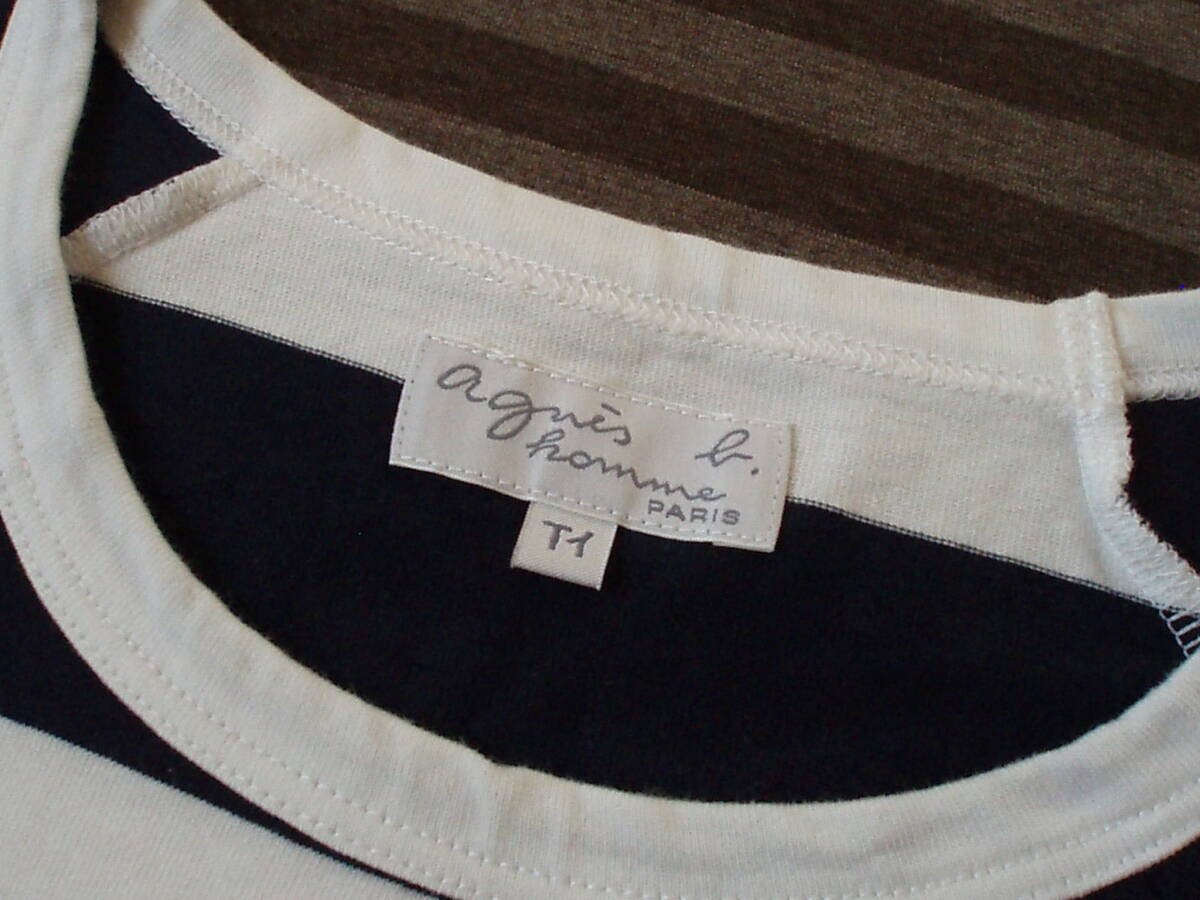 agnès b.
homme
PARIS
T1